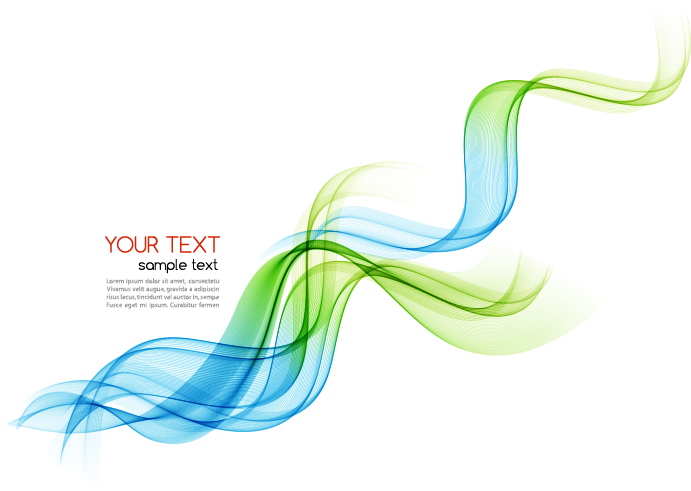 YOUR TEXT
sample text
Lorem ipsum dolor sit amet, consectetu
Vivamus velit augue, gravida a adipiscin
risus lacus, tincidunt vel auctor in, sempe
Fusce eget mi ipsum. Curabitur fermen